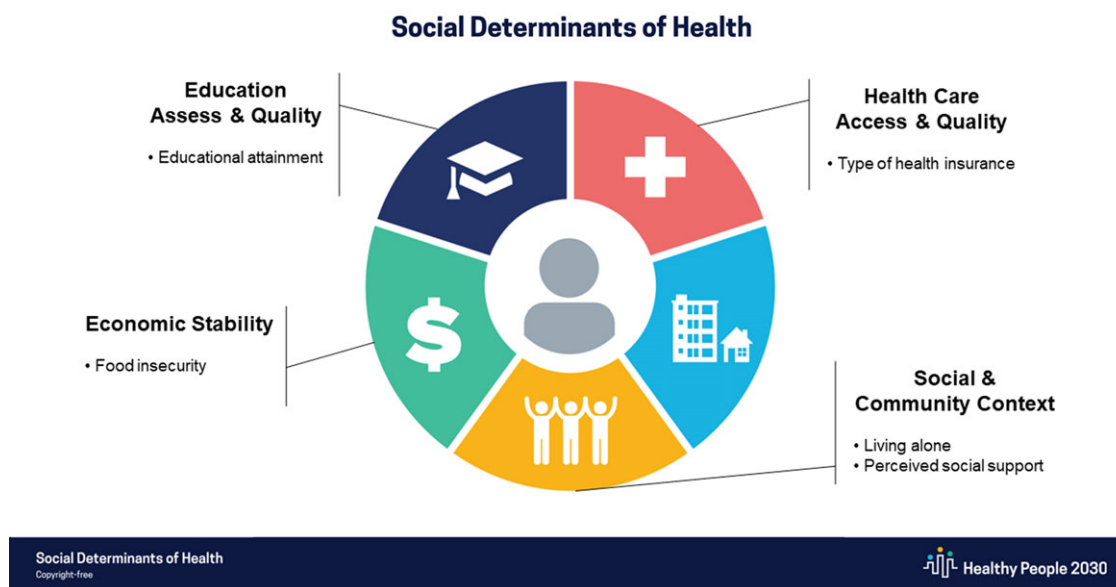 Social Determinants of Health
Education
Assess & Quality
• Educational attainment
Health Care
Access & Quality
• Type of health insurance
Economic Stability
• Food insecurity
$
Social &
Community Context
• Living alone
• Perceived social support
Social Determinants of Health
Copyright-free
Healthy People 2030